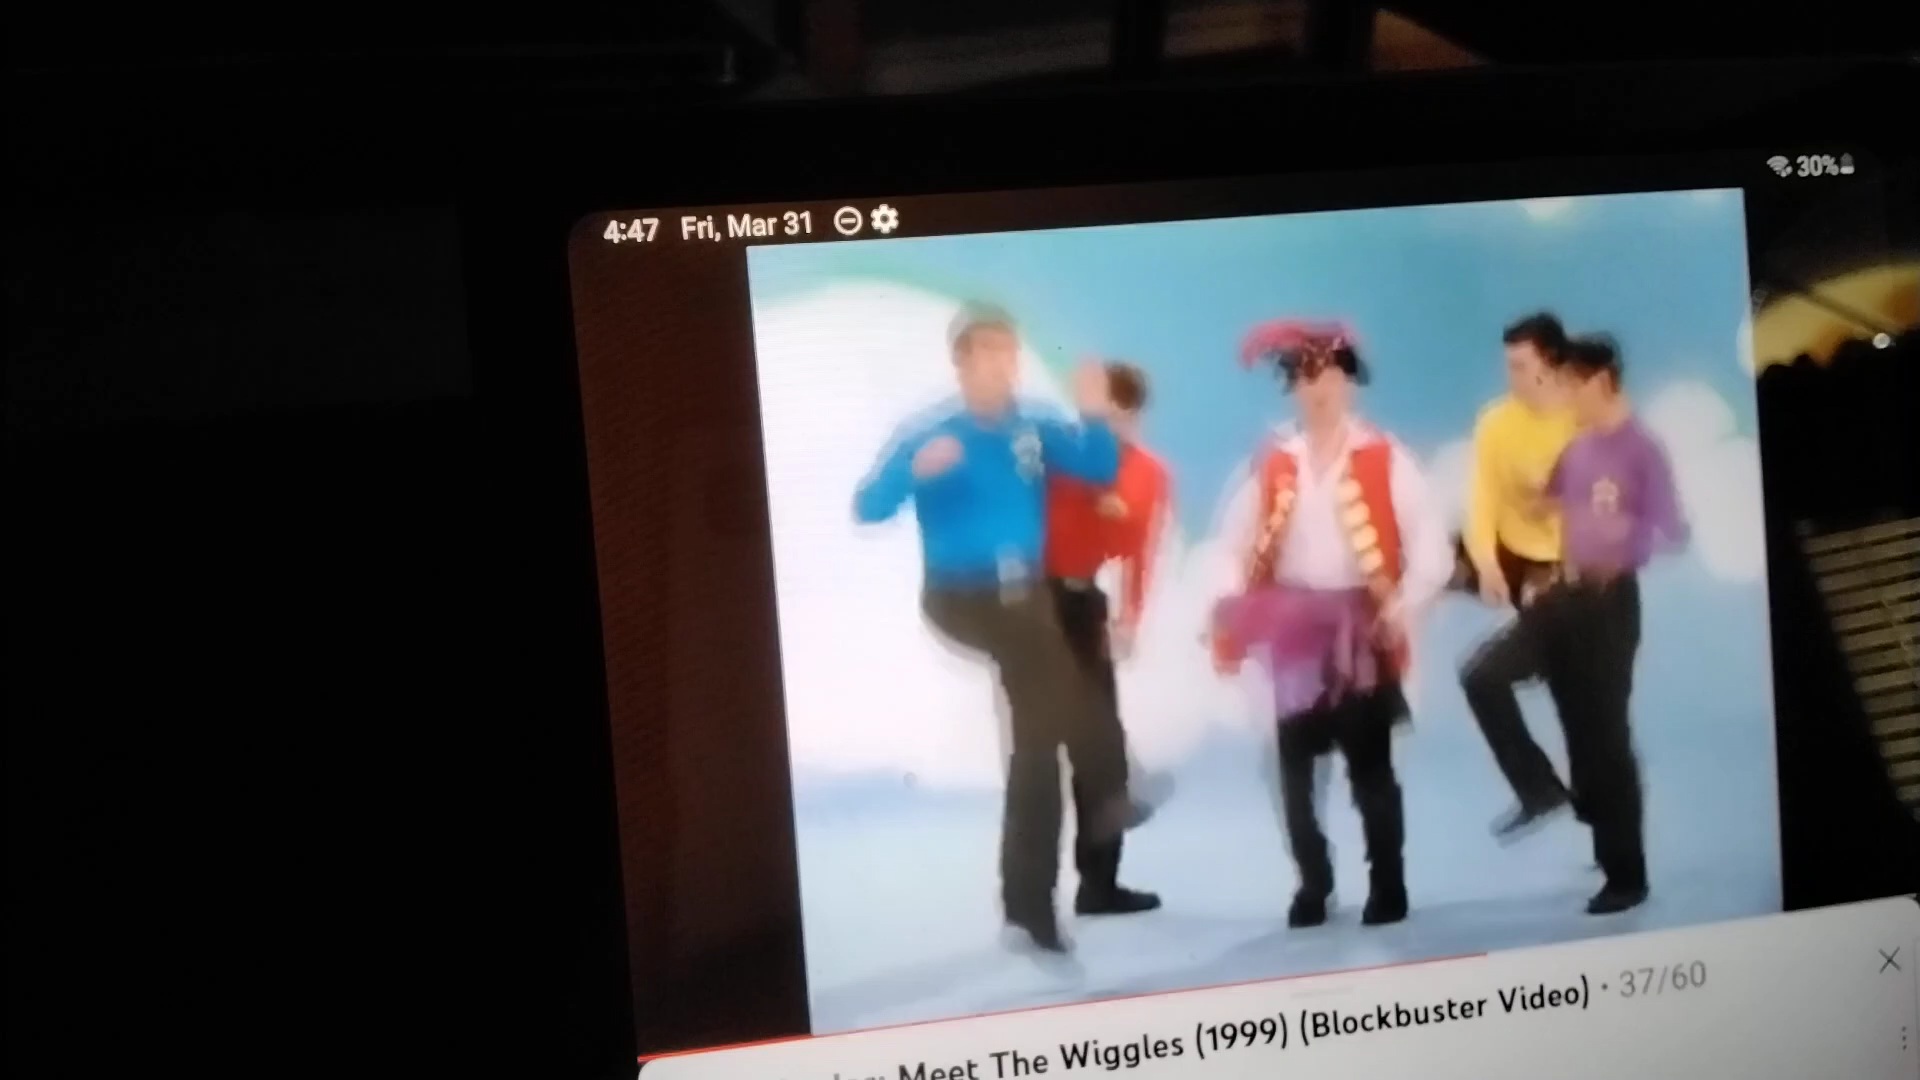 4:47 Fri, Mar 31
30%
Meet The Wiggles (1999) (Blockbuster Video) · 37/60